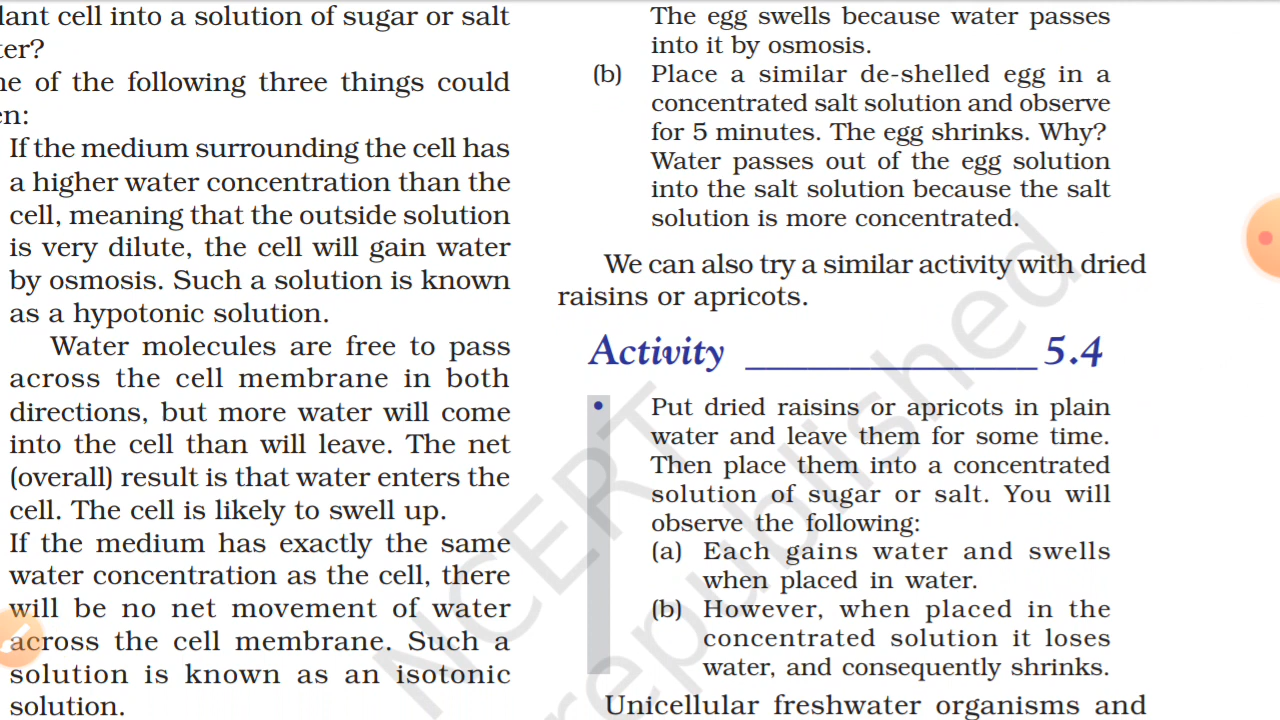 lant cell into a solution of sugar or salt
ter?
ne of the following three things could
en:
If the medium surrounding the cell has
a higher water concentration than the
cell, meaning that the outside solution
is very dilute, the cell will gain water
by osmosis. Such a solution is known
as a hypotonic solution.
Water molecules are free to pass
across the cell membrane in both
directions, but more water will come
into the cell than will leave. The net
(overall) result is that water enters the
cell. The cell is likely to swell up.
If the medium has exactly the same
water concentration as the cell, there
will be no net movement of water
across the cell membrane. Such a
solution is known as an isotonic
solution.
The egg swells because water passes
into it by osmosis.
(b) Place a similar de-shelled egg in a
concentrated salt solution and observe
for 5 minutes. The egg shrinks. Why?
Water passes out of the egg solution
into the salt solution because the salt
solution is more concentrated.
We can also try a similar activity with dried
raisins or apricots.
Activity ______________ 5.4
• Put dried raisins or apricots in plain
water and leave them for some time.
Then place them into a concentrated
solution of sugar or salt. You will
observe the following:
(a) Each gains water and swells
when placed in water.
(b) However, when placed in the
concentrated solution it loses
water, and consequently shrinks.
Unicellular freshwater organisms and
NCERT
republished